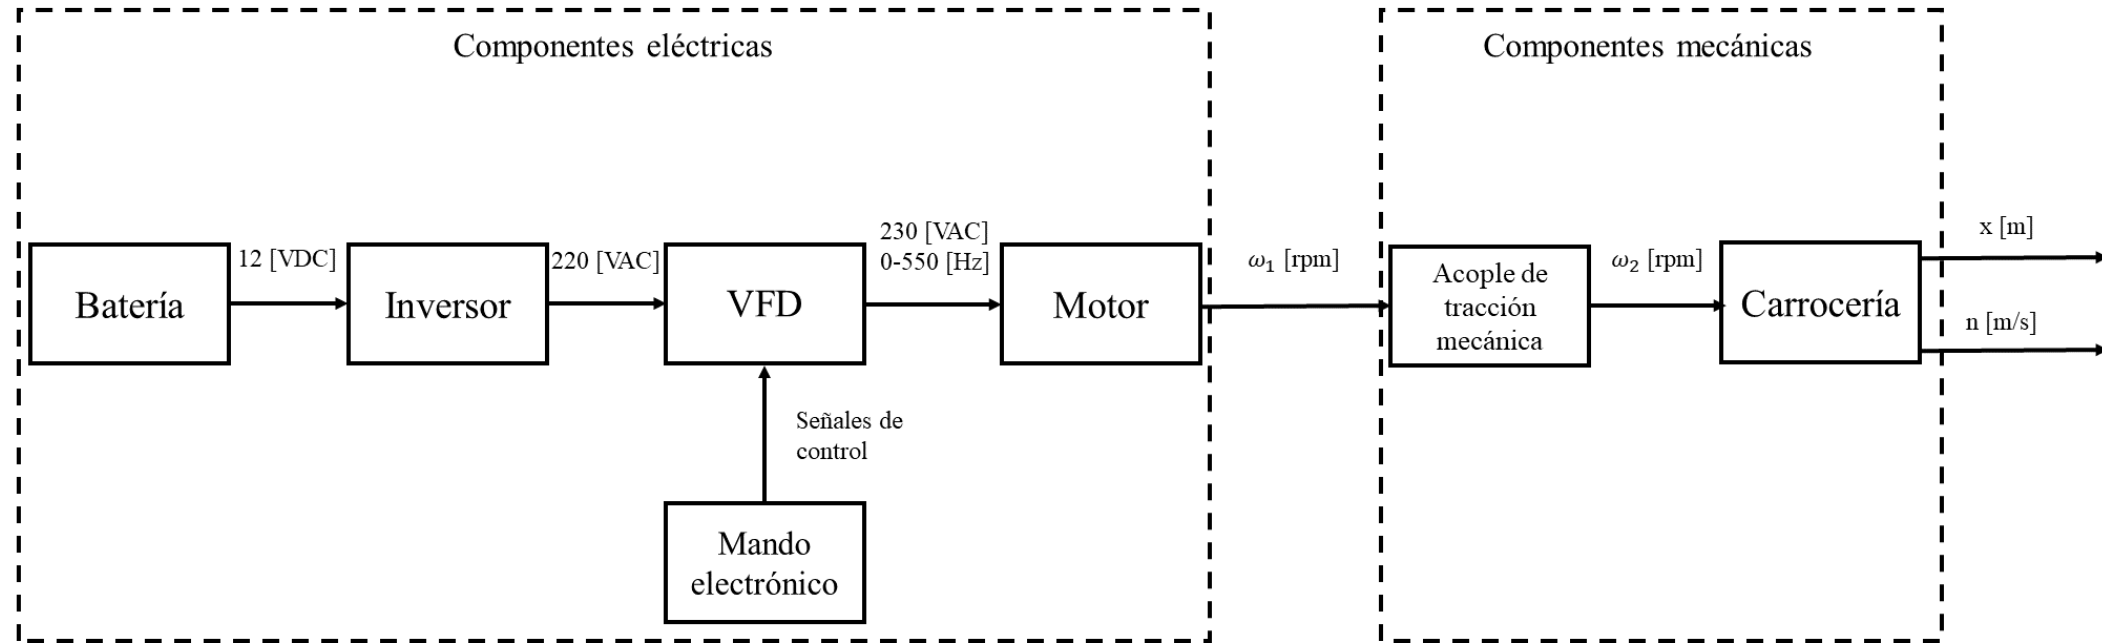 Componentes eléctricas
Componentes mecánicas
Batería
12 [VDC]
Inversor
220 [VAC]
VFD
230 [VAC]
0-550 [Hz]
Motor
ω₁ [rpm]
Acople de
tracción
mecánica
ω₂ [rpm]
Carrocería
x [m]
n [m/s]
Señales de
control
Mando
electrónico